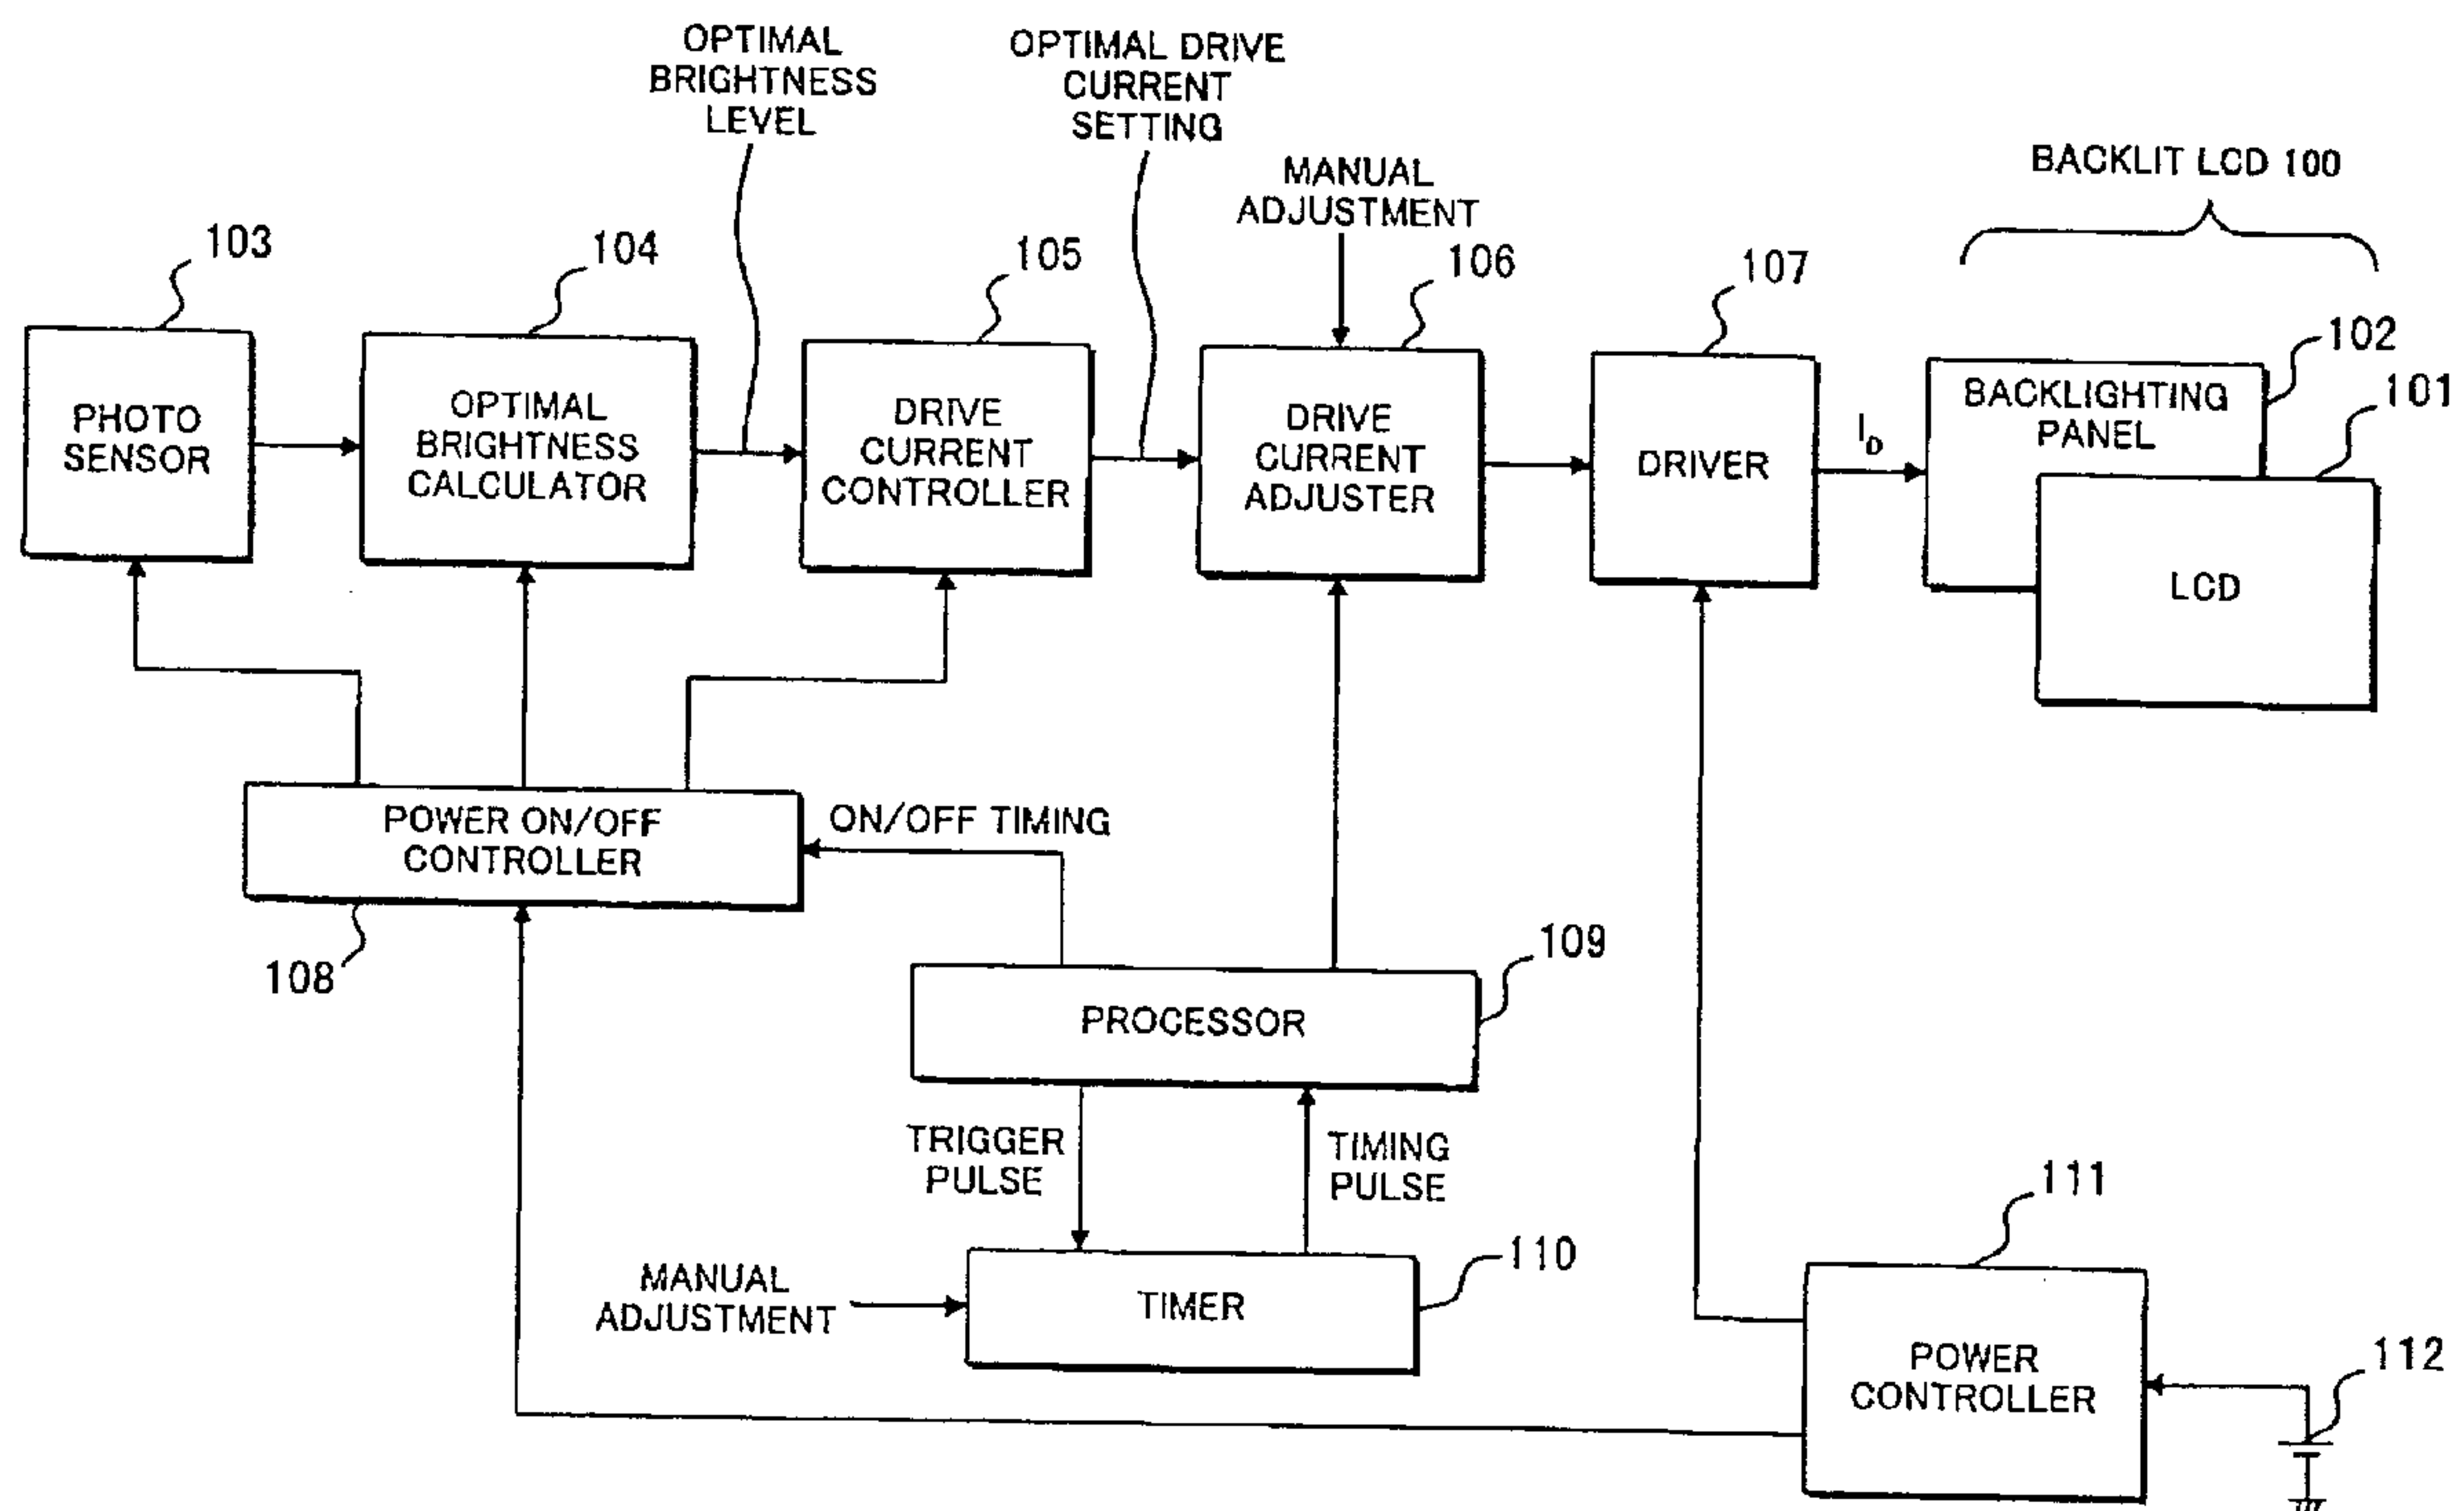 OPTIMAL
BRIGHTNESS
LEVEL
OPTIMAL DRIVE
CURRENT
SETTING
MANUAL
ADJUSTMENT
BACKLIT LCD 100
103
104
105
106
107
102
101
PHOTO
SENSOR
OPTIMAL
BRIGHTNESS
CALCULATOR
DRIVE
CURRENT
CONTROLLER
DRIVE
CURRENT
ADJUSTER
DRIVER
I_D
BACKLIGHTING
PANEL
LCD
POWER ON/OFF
CONTROLLER
ON/OFF TIMING
108
109
PROCESSOR
TRIGGER
PULSE
TIMING
PULSE
MANUAL
ADJUSTMENT
TIMER
110
111
POWER
CONTROLLER
112